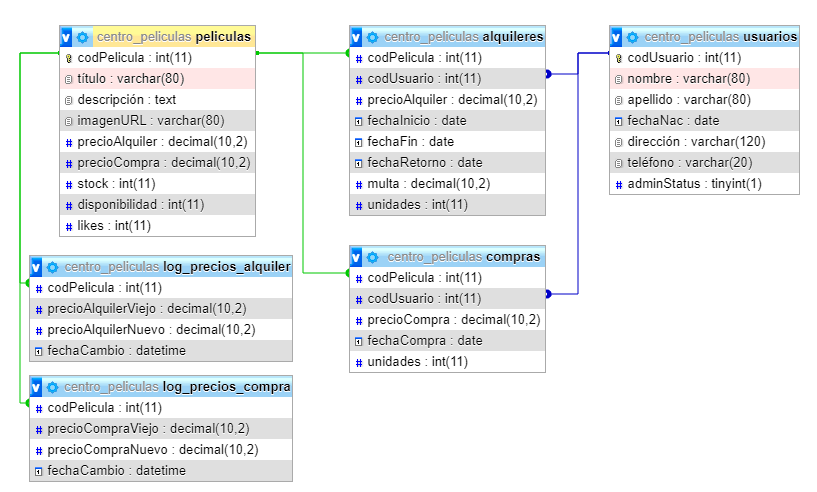 centro_peliculas peliculas
codPelicula : int(11)
título : varchar(80)
descripción : text
imagenURL : varchar(80)
precioAlquiler : decimal(10,2)
precioCompra : decimal(10,2)
stock : int(11)
disponibilidad : int(11)
likes : int(11)
centro_peliculas alquileres
codPelicula : int(11)
codUsuario : int(11)
precioAlquiler : decimal(10,2)
fechaInicio : date
fechaFin : date
fechaRetorno : date
multa : decimal(10,2)
unidades : int(11)
centro_peliculas usuarios
codUsuario : int(11)
nombre : varchar(80)
apellido : varchar(80)
fechaNac : date
dirección : varchar(120)
teléfono : varchar(20)
adminStatus : tinyint(1)
centro_peliculas log_precios_alquiler
codPelicula : int(11)
precioAlquilerViejo : decimal(10,2)
precioAlquilerNuevo : decimal(10,2)
fechaCambio : datetime
centro_peliculas compras
codPelicula : int(11)
codUsuario : int(11)
precioCompra : decimal(10,2)
fechaCompra : date
unidades : int(11)
centro_peliculas log_precios_compra
codPelicula : int(11)
precioCompraViejo : decimal(10,2)
precioCompraNuevo : decimal(10,2)
fechaCambio : datetime